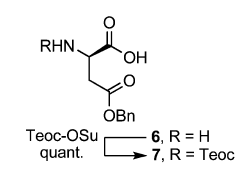 O
RHN
OH
O
OBn
Teoc-OSu 6, R = H
quant. 7, R = Teoc